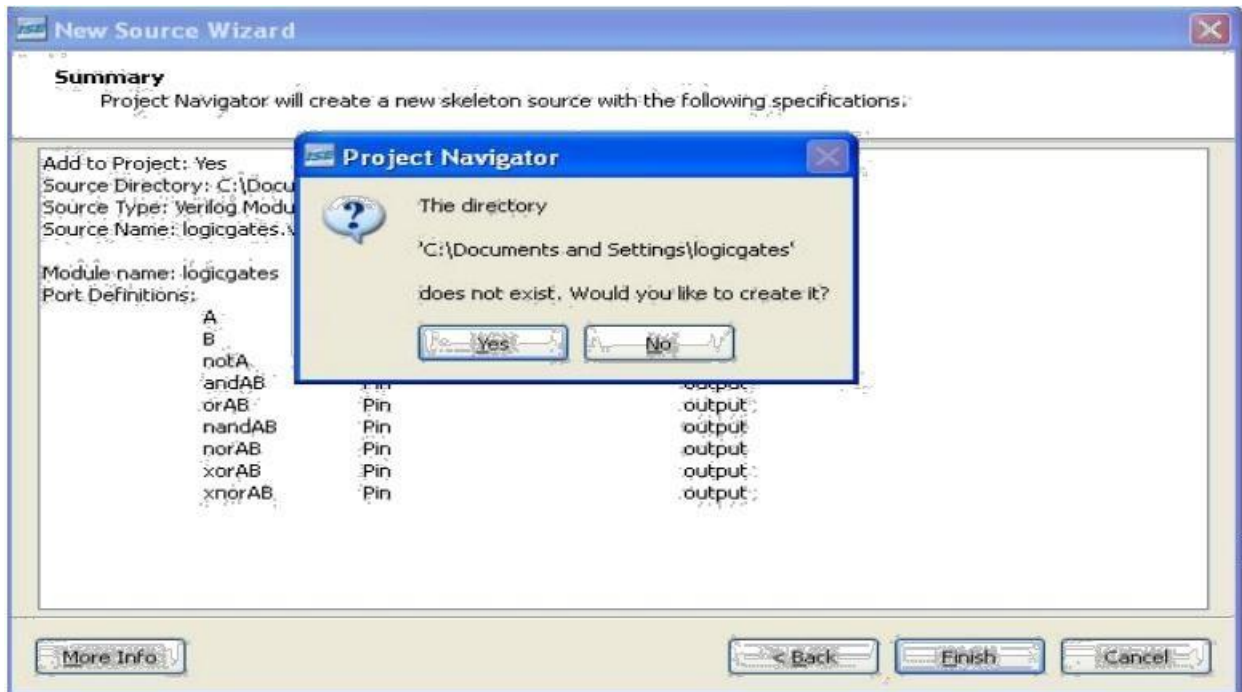 New Source Wizard
Summary
Project Navigator will create a new skeleton source with the following specifications.
Add to Project: Yes
Source Directory: C:\Docu
Source Type: Verilog Modu
Source Name: logicgates.v
Module name: logicgates
Port Definitions:
A
B
notA
andAB Pin output
orAB Pin output
nandAB Pin output
norAB Pin output
xorAB Pin output
xnorAB Pin output
ISE Project Navigator
The directory
'C:\Documents and Settings\logicgates'
does not exist. Would you like to create it?
Yes No
More Info < Back Finish Cancel